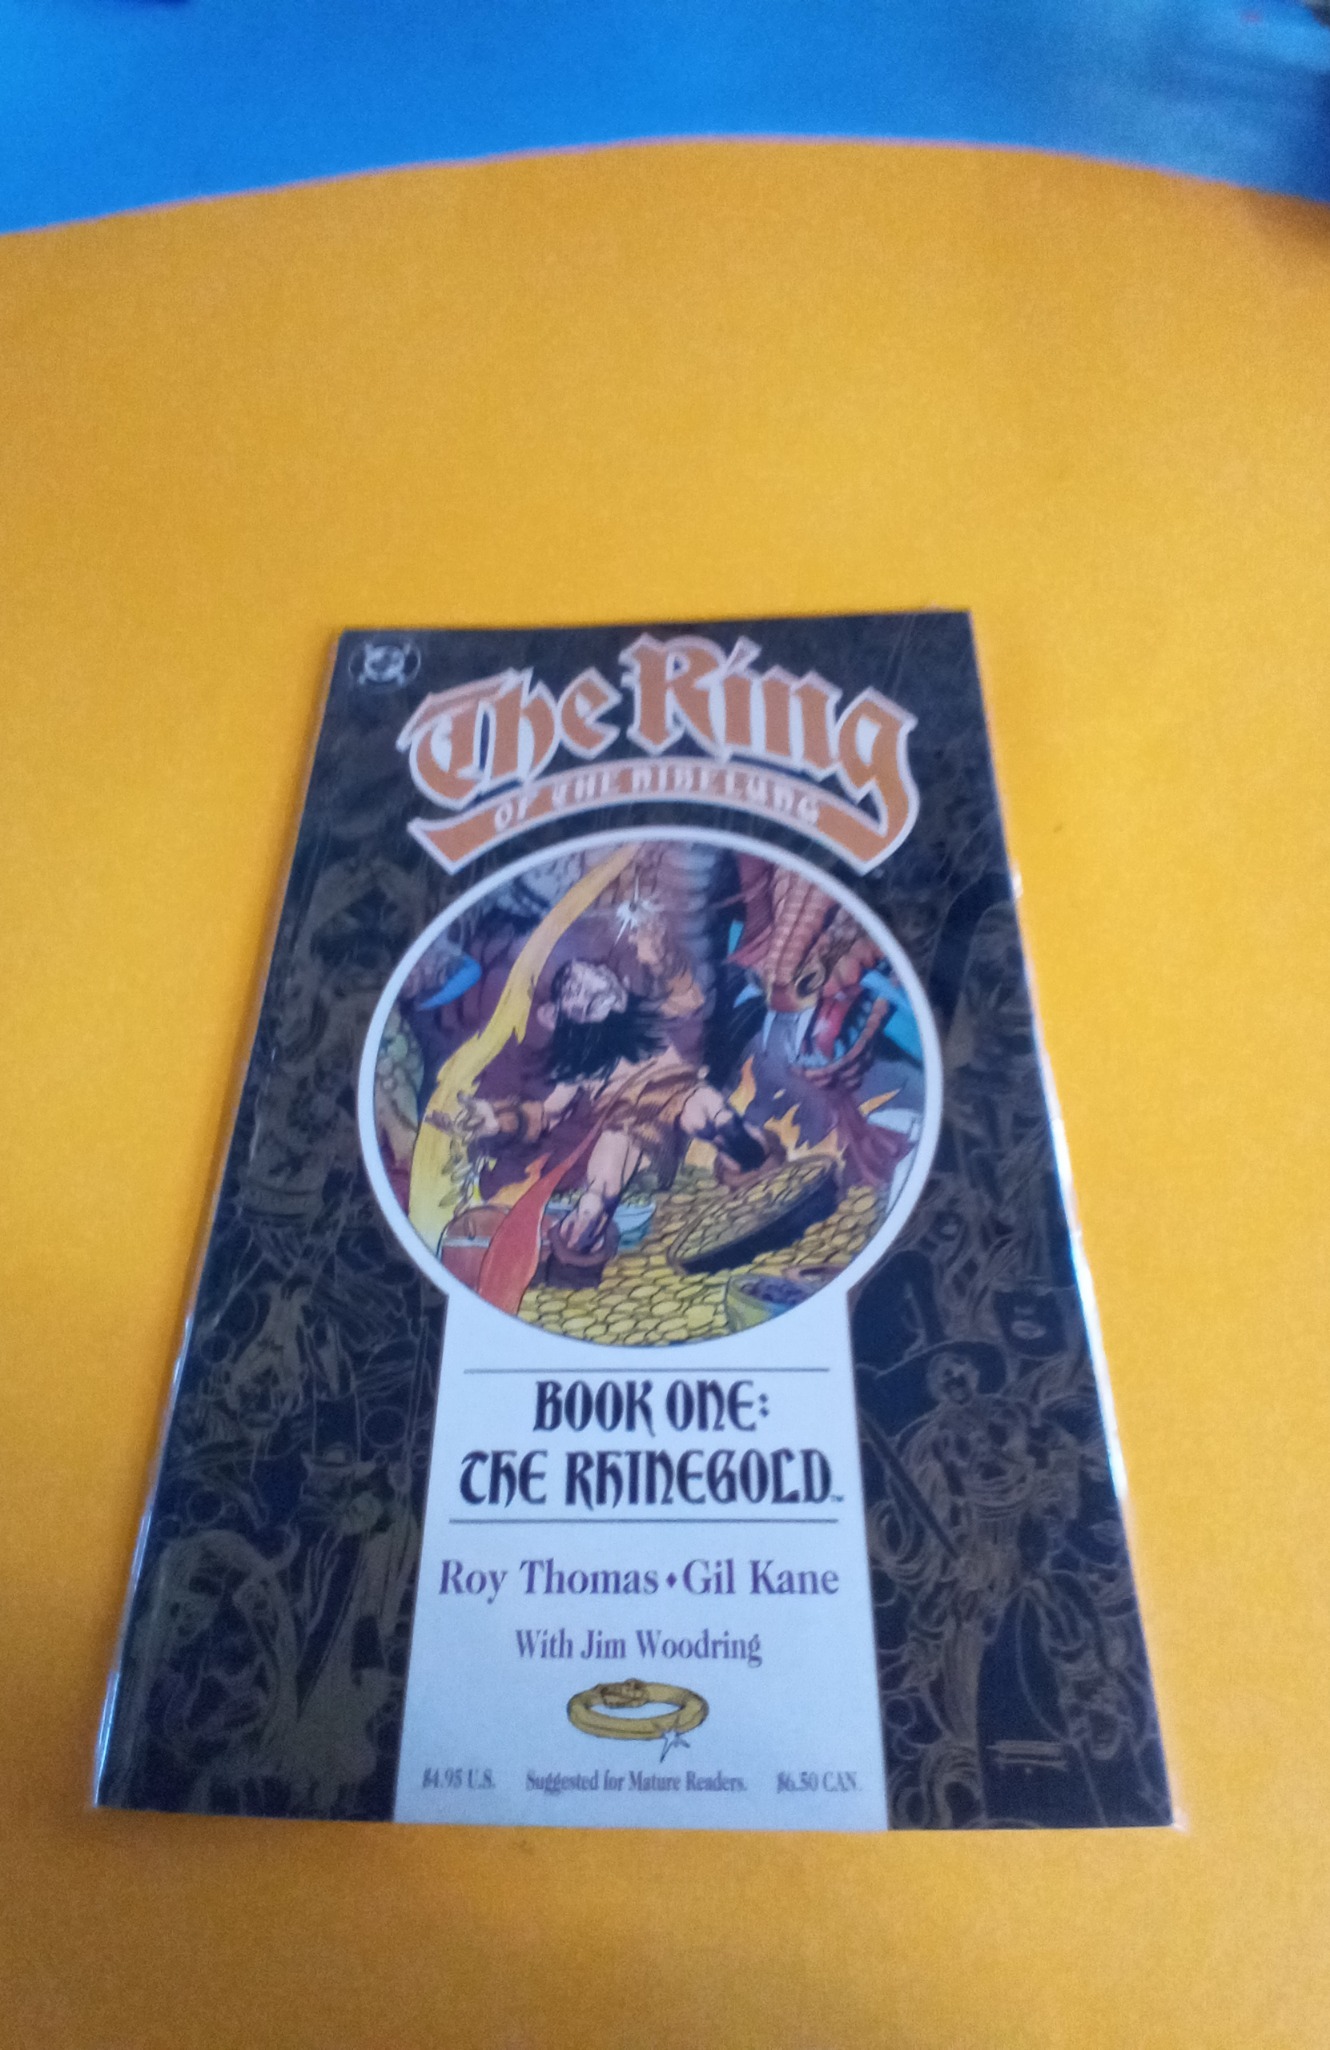 The Ring
OF THE NIBELUNG
BOOK ONE:
THE RHINEGOLD™
Roy Thomas ♦ Gil Kane
With Jim Woodring
$4.95 U.S. Suggested for Mature Readers. $6.50 CAN.